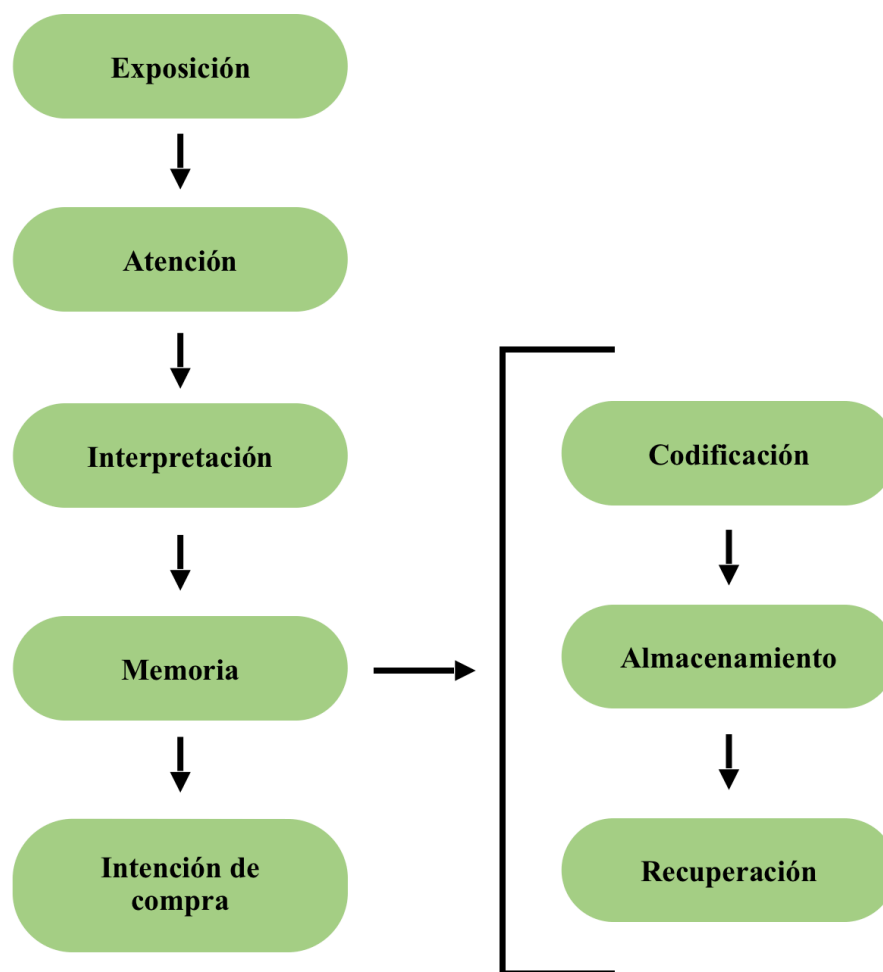 Exposición
Atención
Interpretación
Memoria
Intención de
compra
Codificación
Almacenamiento
Recuperación